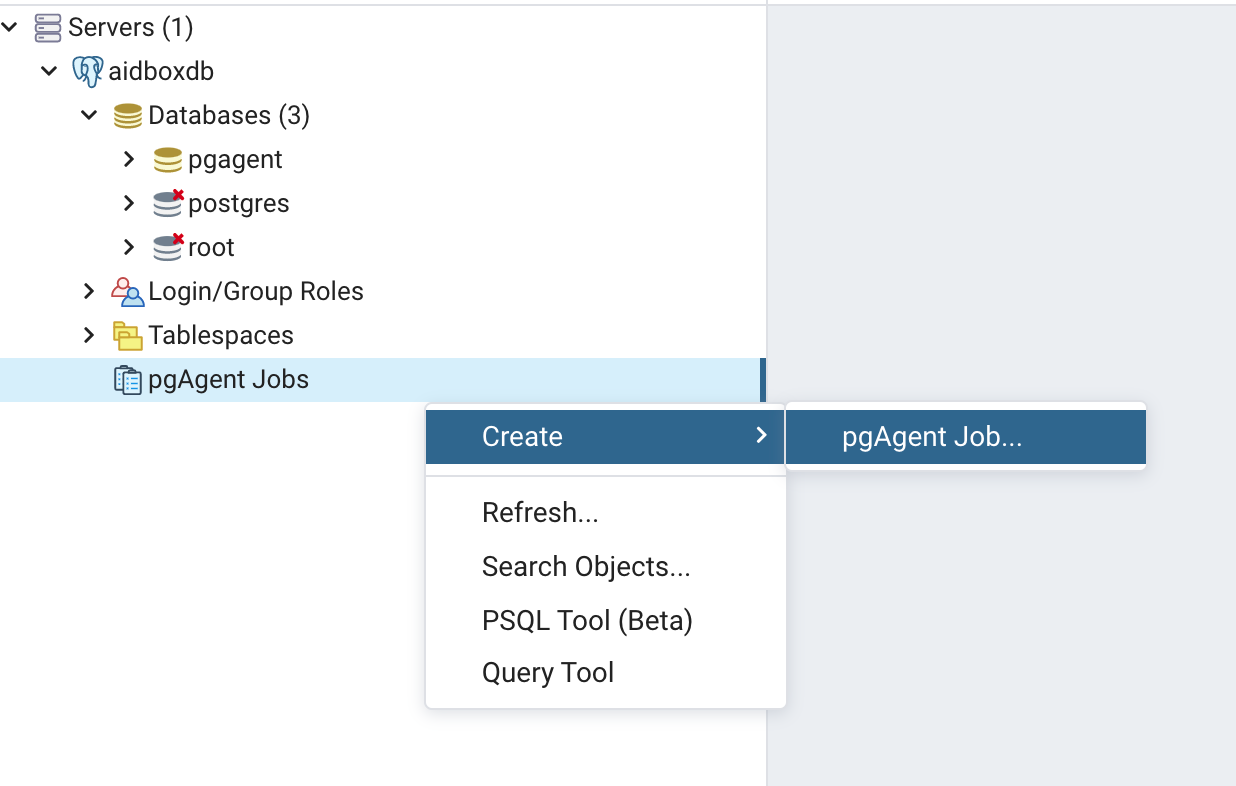 Servers (1)
aidboxdb
Databases (3)
pgagent
postgres
root
Login/Group Roles
Tablespaces
pgAgent Jobs
Create
pgAgent Job...
Refresh...
Search Objects...
PSQL Tool (Beta)
Query Tool